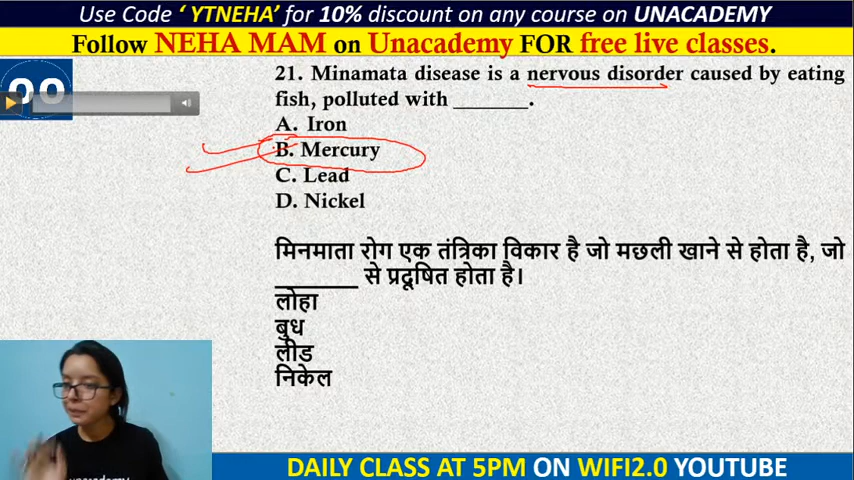 Use Code ‘ YTNEHA’ for 10% discount on any course on UNACADEMY
Follow NEHA MAM on Unacademy FOR free live classes.
00
21. Minamata disease is a nervous disorder caused by eating
fish, polluted with _______.
A. Iron
B. Mercury
C. Lead
D. Nickel
मिनमाता रोग एक तंत्रिका विकार है जो मछली खाने से होता है, जो
_______ से प्रदूषित होता है।
लोहा
बुध
लीड
निकेल
unacademy
DAILY CLASS AT 5PM ON WIFI2.0 YOUTUBE